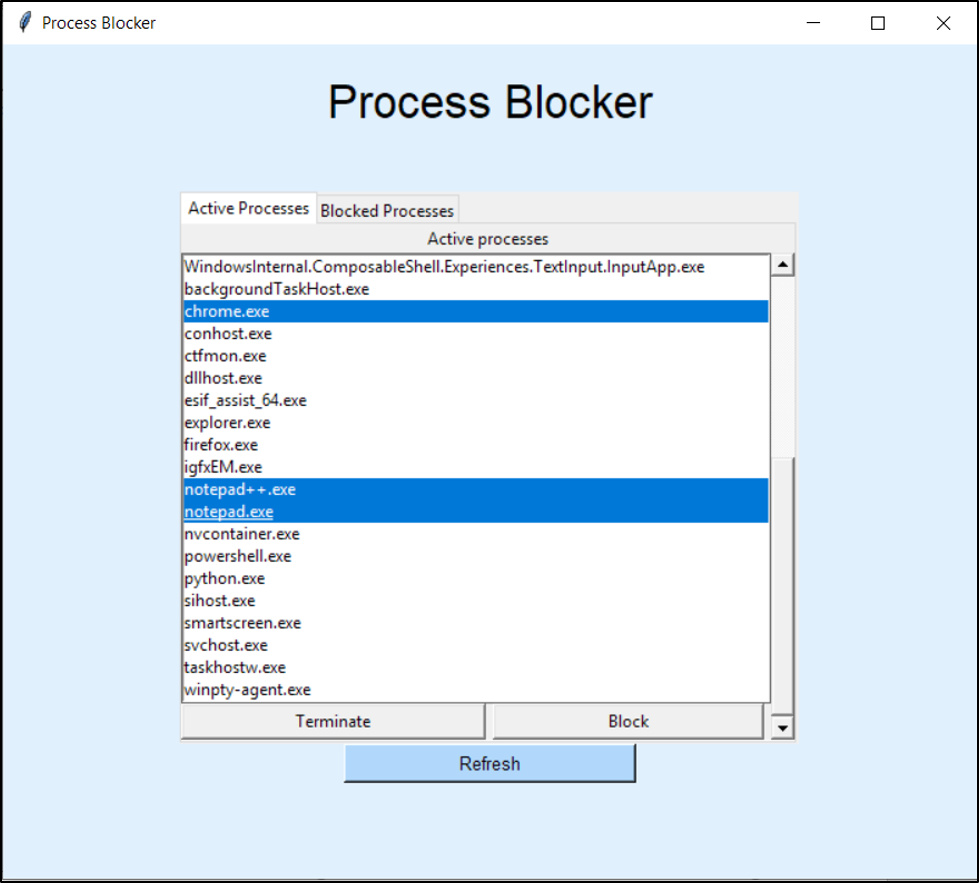 Process Blocker
Process Blocker
Active Processes Blocked Processes
Active processes
WindowsInternal.ComposableShell.Experiences.TextInput.InputApp.exe
backgroundTaskHost.exe
chrome.exe
conhost.exe
ctfmon.exe
dllhost.exe
esif_assist_64.exe
explorer.exe
firefox.exe
igfxEM.exe
notepad++.exe
notepad.exe
nvcontainer.exe
powershell.exe
python.exe
sihost.exe
smartscreen.exe
svchost.exe
taskhostw.exe
winpty-agent.exe
Terminate Block
Refresh